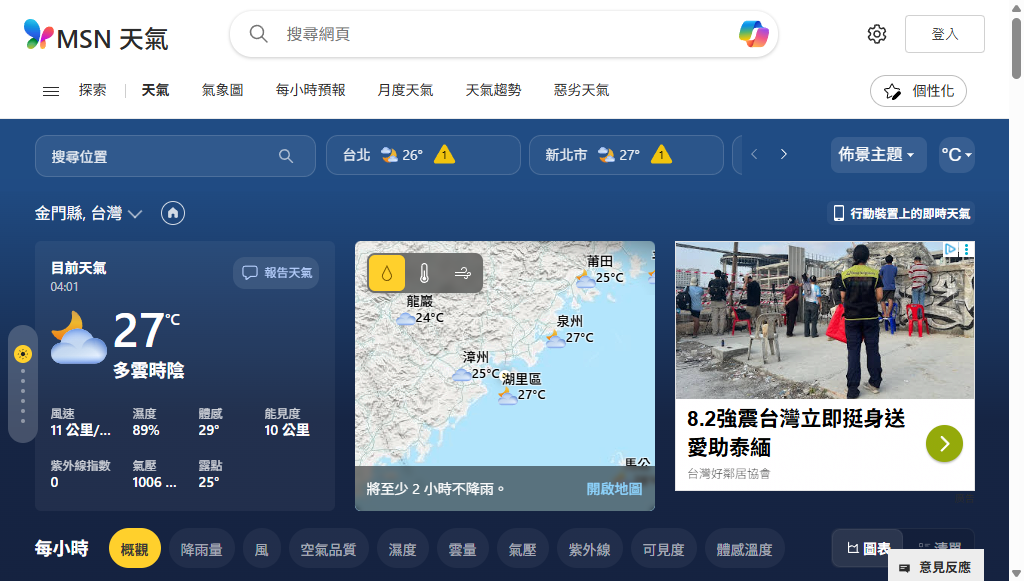 MSN 天氣
搜尋網頁
登入
探索
天氣
氣象圖
每小時預報
月度天氣
天氣趨勢
惡劣天氣
個性化
搜尋位置
台北 26° 1
新北市 27° 1
佈景主題
°C
金門縣, 台灣
行動裝置上的即時天氣
目前天氣
04:01
報告天氣
27°C
多雲時陰
風速
11 公里/...
濕度
89%
體感
29°
能見度
10 公里
紫外線指數
0
氣壓
1006 ...
露點
25°
莆田
25°C
龍巖
24°C
泉州
27°C
漳州
25°C
湖里區
27°C
馬公
將至少 2 小時不降雨。
開啟地圖
8.2強震台灣立即挺身送
愛助泰緬
台灣好鄰居協會
每小時
概觀
降雨量
風
空氣品質
濕度
雲量
氣壓
紫外線
可見度
體感溫度
圖表
清單
意見反應